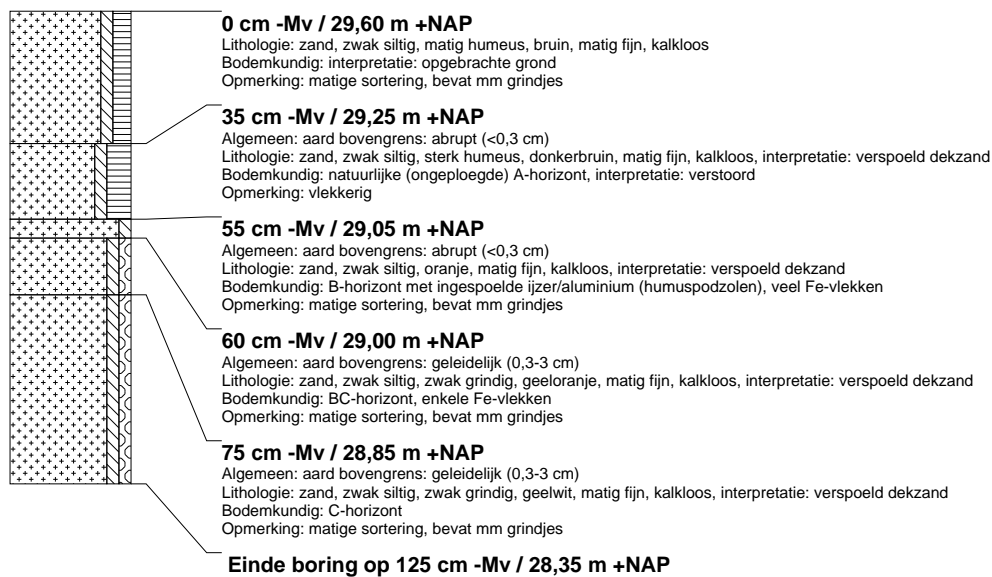 0 cm -Mv / 29,60 m +NAP
Lithologie: zand, zwak siltig, matig humeus, bruin, matig fijn, kalkloos
Bodemkundig: interpretatie: opgebrachte grond
Opmerking: matige sortering, bevat mm grindjes
35 cm -Mv / 29,25 m +NAP
Algemeen: aard bovengrens: abrupt (<0,3 cm)
Lithologie: zand, zwak siltig, sterk humeus, donkerbruin, matig fijn, kalkloos, interpretatie: verspoeld dekzand
Bodemkundig: natuurlijke (ongeploegde) A-horizont, interpretatie: verstoord
Opmerking: vlekkerig
55 cm -Mv / 29,05 m +NAP
Algemeen: aard bovengrens: abrupt (<0,3 cm)
Lithologie: zand, zwak siltig, oranje, matig fijn, kalkloos, interpretatie: verspoeld dekzand
Bodemkundig: B-horizont met ingespoelde ijzer/aluminium (humuspodzolen), veel Fe-vlekken
Opmerking: matige sortering, bevat mm grindjes
60 cm -Mv / 29,00 m +NAP
Algemeen: aard bovengrens: geleidelijk (0,3-3 cm)
Lithologie: zand, zwak siltig, zwak grindig, geeloranje, matig fijn, kalkloos, interpretatie: verspoeld dekzand
Bodemkundig: BC-horizont, enkele Fe-vlekken
Opmerking: matige sortering, bevat mm grindjes
75 cm -Mv / 28,85 m +NAP
Algemeen: aard bovengrens: geleidelijk (0,3-3 cm)
Lithologie: zand, zwak siltig, zwak grindig, geelwit, matig fijn, kalkloos, interpretatie: verspoeld dekzand
Bodemkundig: C-horizont
Opmerking: matige sortering, bevat mm grindjes
Einde boring op 125 cm -Mv / 28,35 m +NAP